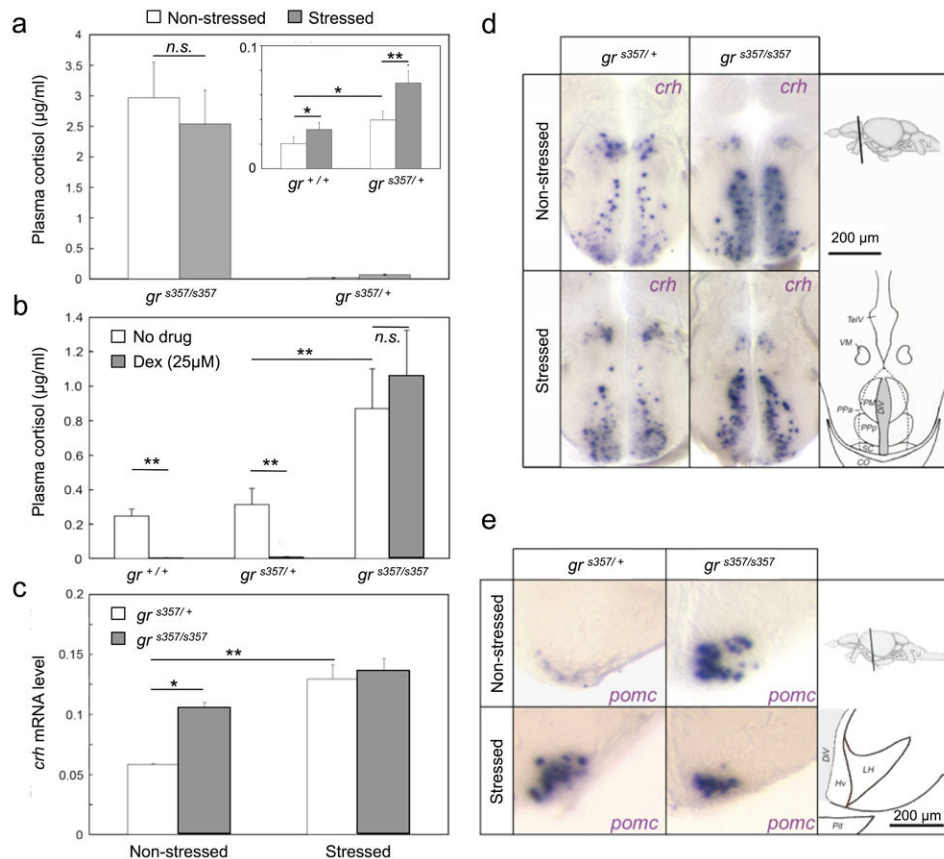 a
Non-stressed
Stressed
Plasma cortisol (µg/ml)
4
3.5
3
2.5
2
1.5
1
0.5
0
n.s.
0.1
0
*
*
**
gr +/+
gr s357/+
gr s357/s357
gr s357/+
b
Plasma cortisol (µg/ml)
1.4
1.2
1.0
0.8
0.6
0.4
0.2
0
No drug
Dex (25µM)
**
**
**
n.s.
gr +/+
gr s357/+
gr s357/s357
c
crh mRNA level
0.2
0.15
0.10
0.05
0
gr s357/+
gr s357/s357
*
**
Non-stressed
Stressed
d
gr s357/+
gr s357/s357
Non-stressed
crh
crh
200 µm
Stressed
crh
crh
TelV
VM
PM
DiV
PPa
PPp
SC
CO
e
gr s357/+
gr s357/s357
Non-stressed
pomc
pomc
Stressed
pomc
pomc
DiV
Hv
LH
Pit
200 µm